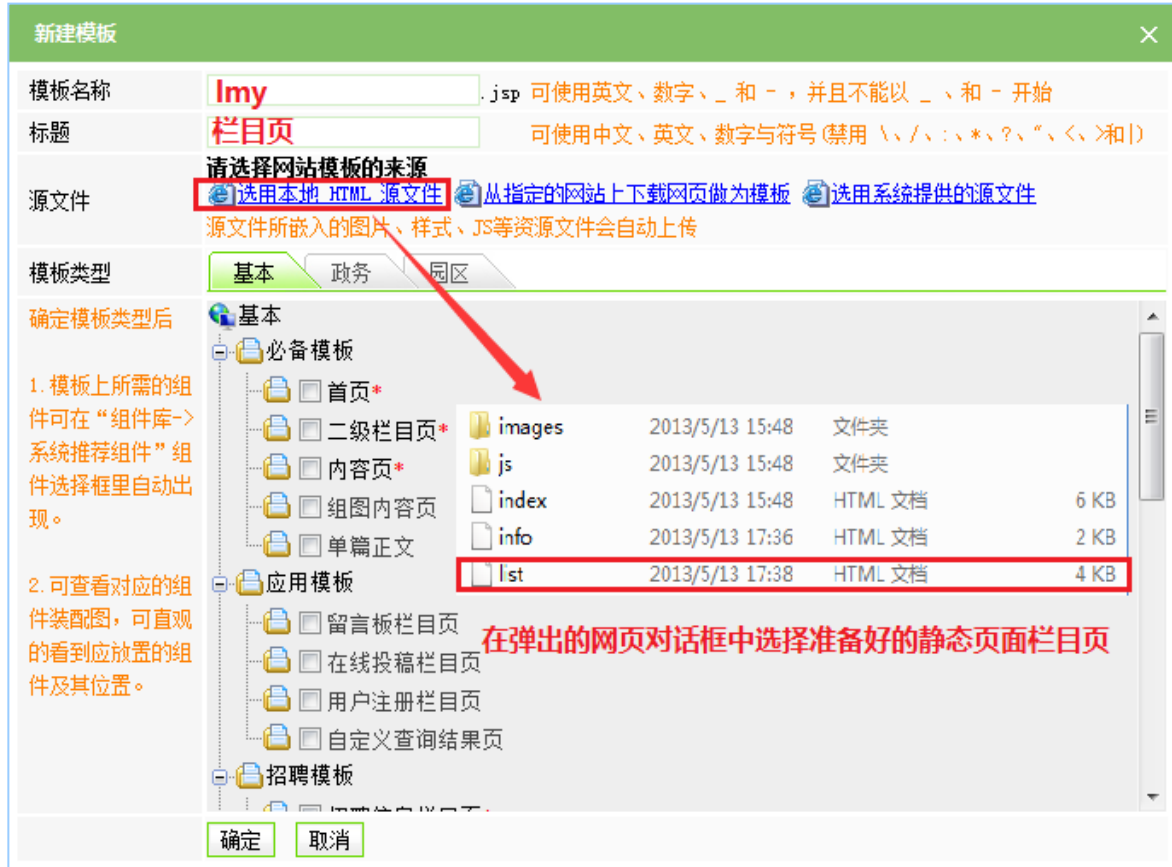 新建模板
模板名称 lmy .jsp 可使用英文、数字、_ 和 - ，并且不能以 _ 、和 - 开始
标题 栏目页 可使用中文、英文、数字与符号(禁用 \、/、:、*、?、“、<、>和|)
请选择网站模板的来源
源文件 选用本地 HTML 源文件 从指定的网站上下载网页做为模板 选用系统提供的源文件
源文件所嵌入的图片、样式、JS等资源文件会自动上传
模板类型 基本 政务 园区
确定模板类型后
1.模板上所需的组
件可在“组件库->
系统推荐组件”组
件选择框里自动出
现。
2.可查看对应的组
件装配图，可直观
的看到应放置的组
件及其位置。
基本
必备模板
首页*
二级栏目页*
内容页*
组图内容页
单篇正文
应用模板
留言板栏目页
在线投稿栏目页
用户注册栏目页
自定义查询结果页
招聘模板
招聘信息栏目页*
images 2013/5/13 15:48 文件夹
js 2013/5/13 15:48 文件夹
index 2013/5/13 15:48 HTML 文档 6 KB
info 2013/5/13 17:36 HTML 文档 2 KB
list 2013/5/13 17:38 HTML 文档 4 KB
在弹出的网页对话框中选择准备好的静态页面栏目页
确定 取消